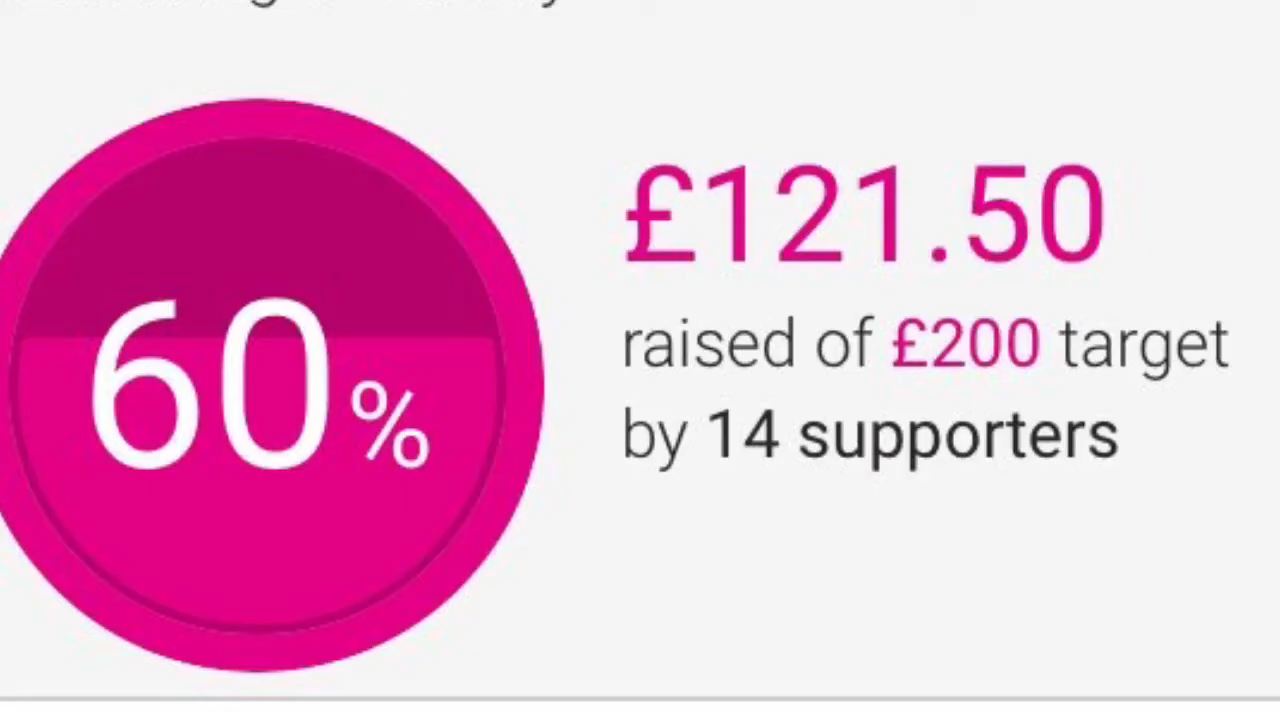 60%
£121.50
raised of £200 target
by 14 supporters